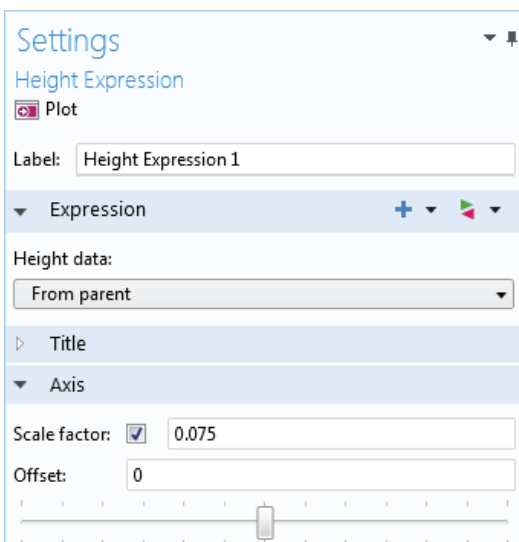 Settings
Height Expression
Plot
Label: Height Expression 1
Expression
Height data:
From parent
Title
Axis
Scale factor: 0.075
Offset: 0